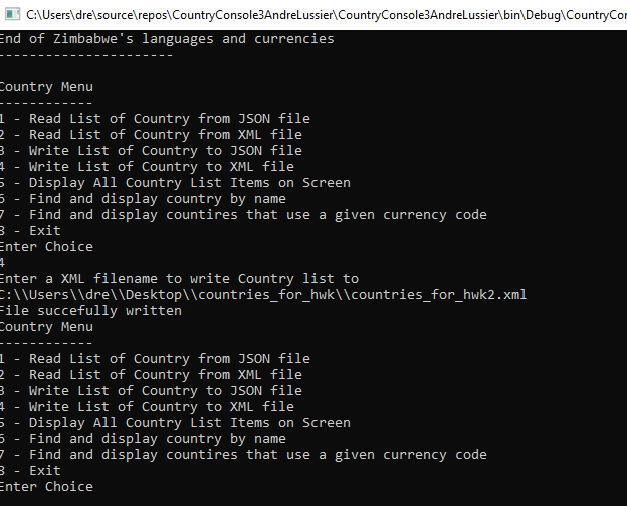 C:\Users\dre\source\repos\CountryConsole3AndreLussier\CountryConsole3AndreLussier\bin\Debug\CountryCo
End of Zimbabwe's languages and currencies
----------------------
Country Menu
------------
1 - Read List of Country from JSON file
2 - Read List of Country from XML file
3 - Write List of Country to JSON file
4 - Write List of Country to XML file
5 - Display All Country List Items on Screen
6 - Find and display country by name
7 - Find and display countires that use a given currency code
8 - Exit
Enter Choice
4
Enter a XML filename to write Country list to
C:\\Users\\dre\\Desktop\\countries_for_hwk\\countries_for_hwk2.xml
File succefully written
Country Menu
------------
1 - Read List of Country from JSON file
2 - Read List of Country from XML file
3 - Write List of Country to JSON file
4 - Write List of Country to XML file
5 - Display All Country List Items on Screen
6 - Find and display country by name
7 - Find and display countires that use a given currency code
8 - Exit
Enter Choice